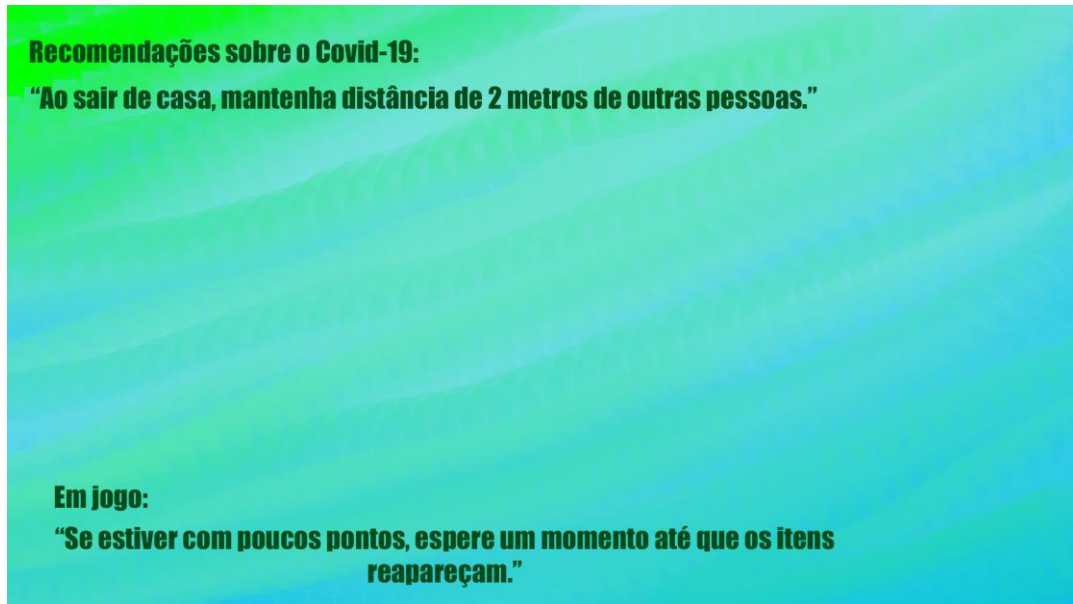 Recomendações sobre o Covid-19:
“Ao sair de casa, mantenha distância de 2 metros de outras pessoas.”
Em jogo:
“Se estiver com poucos pontos, espere um momento até que os itens
reapareçam.”